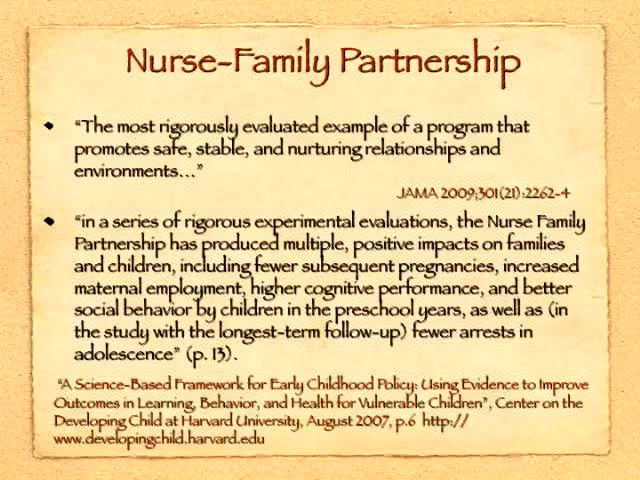 Nurse-Family Partnership
• "The most rigorously evaluated example of a program that
promotes safe, stable, and nurturing relationships and
environments..."
JAMA 2009;301(21):2262-4
• "in a series of rigorous experimental evaluations, the Nurse Family
Partnership has produced multiple, positive impacts on families
and children, including fewer subsequent pregnancies, increased
maternal employment, higher cognitive performance, and better
social behavior by children in the preschool years, as well as (in
the study with the longest-term follow-up) fewer arrests in
adolescence" (p. 13).
"A Science-Based Framework for Early Childhood Policy: Using Evidence to Improve
Outcomes in Learning, Behavior, and Health for Vulnerable Children", Center on the
Developing Child at Harvard University, August 2007, p.6 http://
www.developingchild.harvard.edu